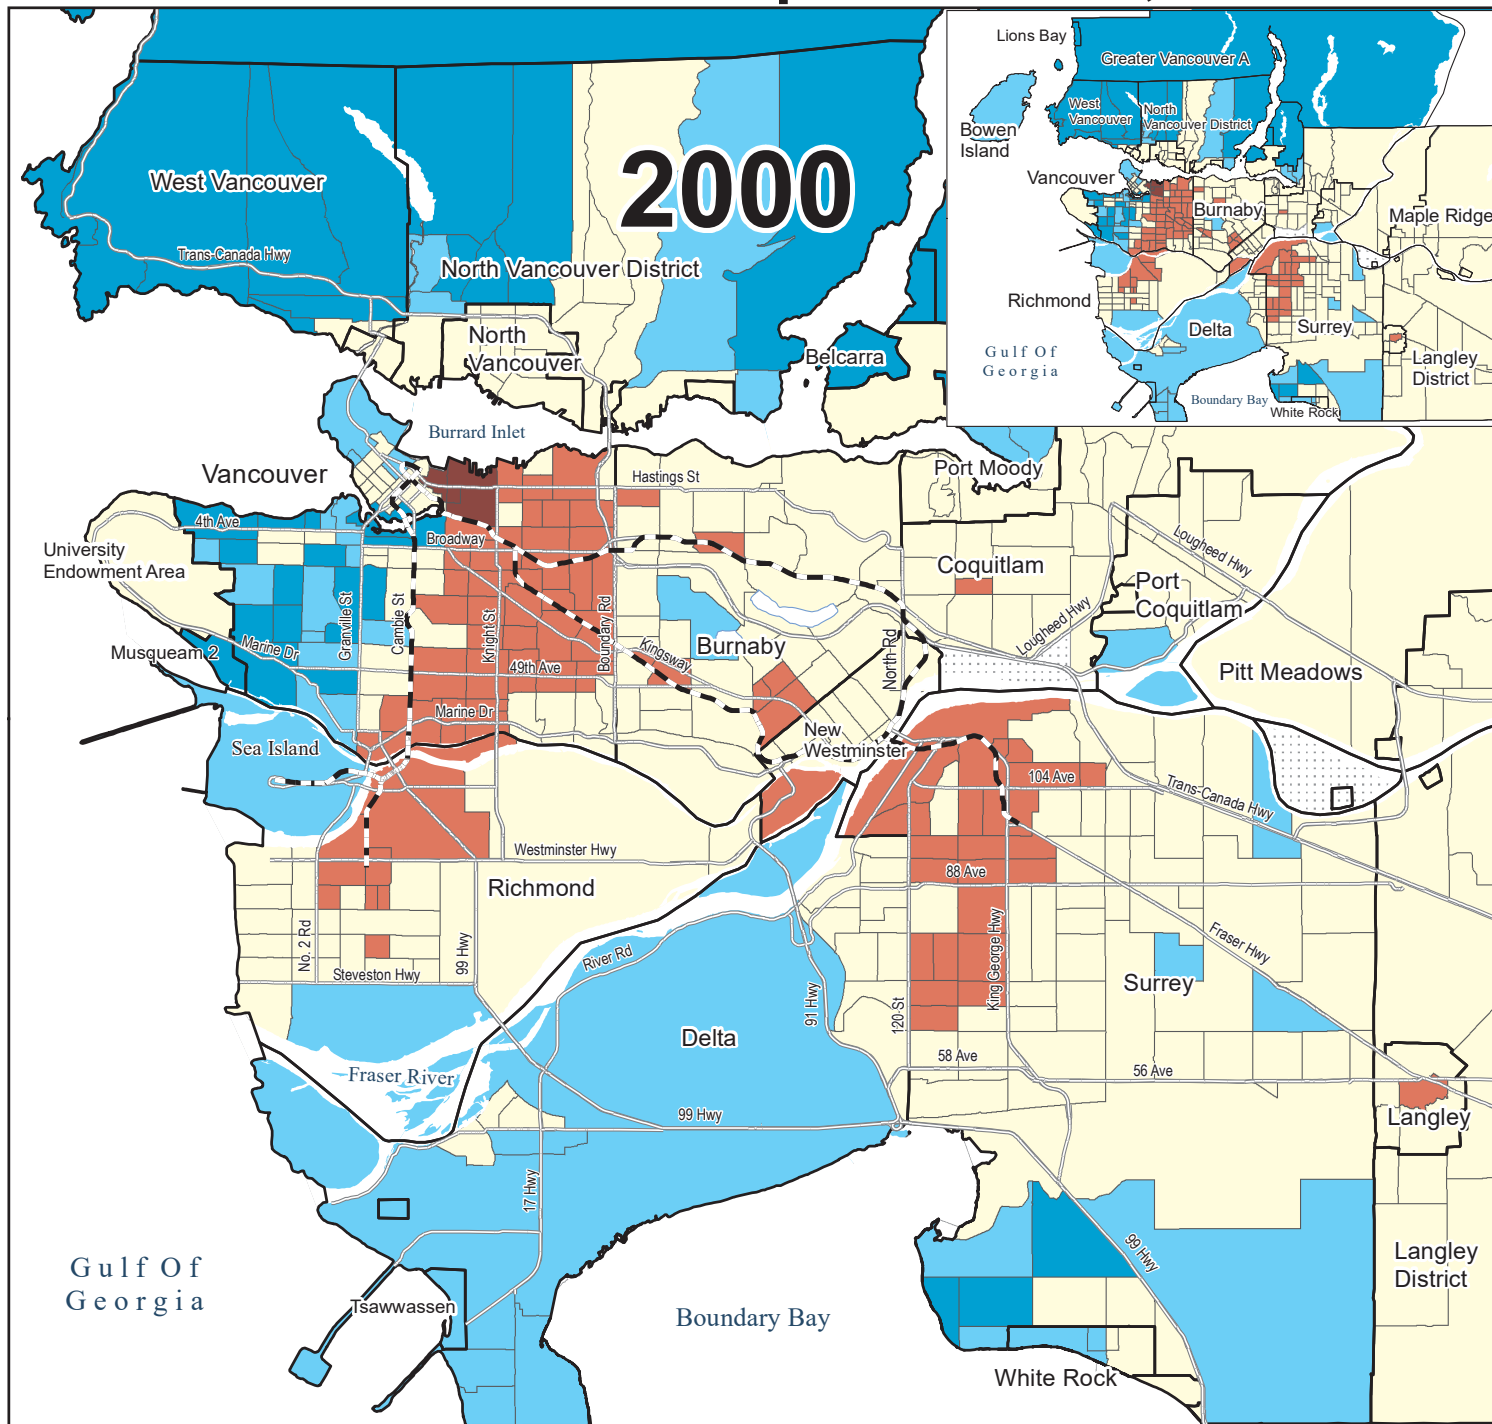 2000
West Vancouver
Trans-Canada Hwy
North Vancouver District
North
Vancouver
Belcarra
Burrard Inlet
Vancouver
Hastings St
Port Moody
4th Ave
Broadway
University
Endowment Area
Coquitlam
Lougheed Hwy
Port
Coquitlam
Granville St
Cambie St
Knight St
Boundary Rd
North Rd
Lougheed Hwy
Musqueam 2
Marine Dr
49th Ave
Kingsway
Burnaby
Pitt Meadows
Marine Dr
New
Westminster
Sea Island
104 Ave
Trans-Canada Hwy
Westminster Hwy
88 Ave
Richmond
No. 2 Rd
99 Hwy
Steveston Hwy
River Rd
91 Hwy
120 St
King George Hwy
Fraser Hwy
Surrey
Delta
58 Ave
56 Ave
Fraser River
99 Hwy
Langley
17 Hwy
99 Hwy
Gulf Of
Georgia
Tsawwassen
Boundary Bay
White Rock
Langley
District
Lions Bay
Greater Vancouver A
West
Vancouver
North
Vancouver District
Bowen
Island
Vancouver
Burnaby
Maple Ridge
Richmond
Delta
Surrey
Gulf Of
Georgia
Langley
District
Boundary Bay
White Rock